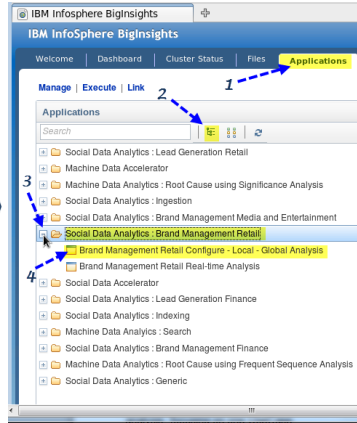 IBM Infosphere BigInsights
IBM InfoSphere BigInsights
Welcome Dashboard Cluster Status Files Applications
1
Manage | Execute | Link
2
Applications
Search
Social Data Analytics : Lead Generation Retail
Machine Data Accelerator
3
Machine Data Analytics : Root Cause using Significance Analysis
Social Data Analytics : Ingestion
Social Data Analytics : Brand Management Media and Entertainment
Social Data Analytics : Brand Management Retail
Brand Management Retail Configure - Local - Global Analysis
4
Brand Management Retail Real-time Analysis
Social Data Accelerator
Social Data Analytics : Lead Generation Finance
Social Data Analytics : Indexing
Machine Data Analyics : Search
Social Data Analytics : Brand Management Finance
Machine Data Analytics : Root Cause using Frequent Sequence Analysis
Social Data Analytics : Generic